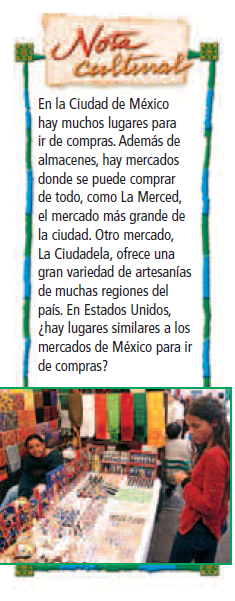 Nota
cultural
En la Ciudad de México
hay muchos lugares para
ir de compras. Además de
almacenes, hay mercados
donde se puede comprar
de todo, como La Merced,
el mercado más grande de
la ciudad. Otro mercado,
La Ciudadela, ofrece una
gran variedad de artesanías
de muchas regiones del
país. En Estados Unidos,
¿hay lugares similares a los
mercados de México para ir
de compras?